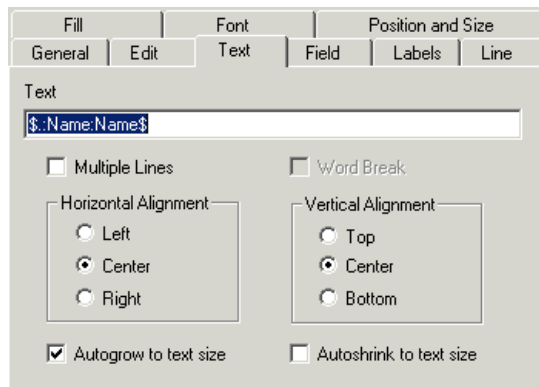 Fill Font Position and Size
General Edit Text Field Labels Line
Text
$.:Name:Name$
Multiple Lines Word Break
Horizontal Alignment Vertical Alignment
Left Top
Center Center
Right Bottom
Autogrow to text size Autoshrink to text size